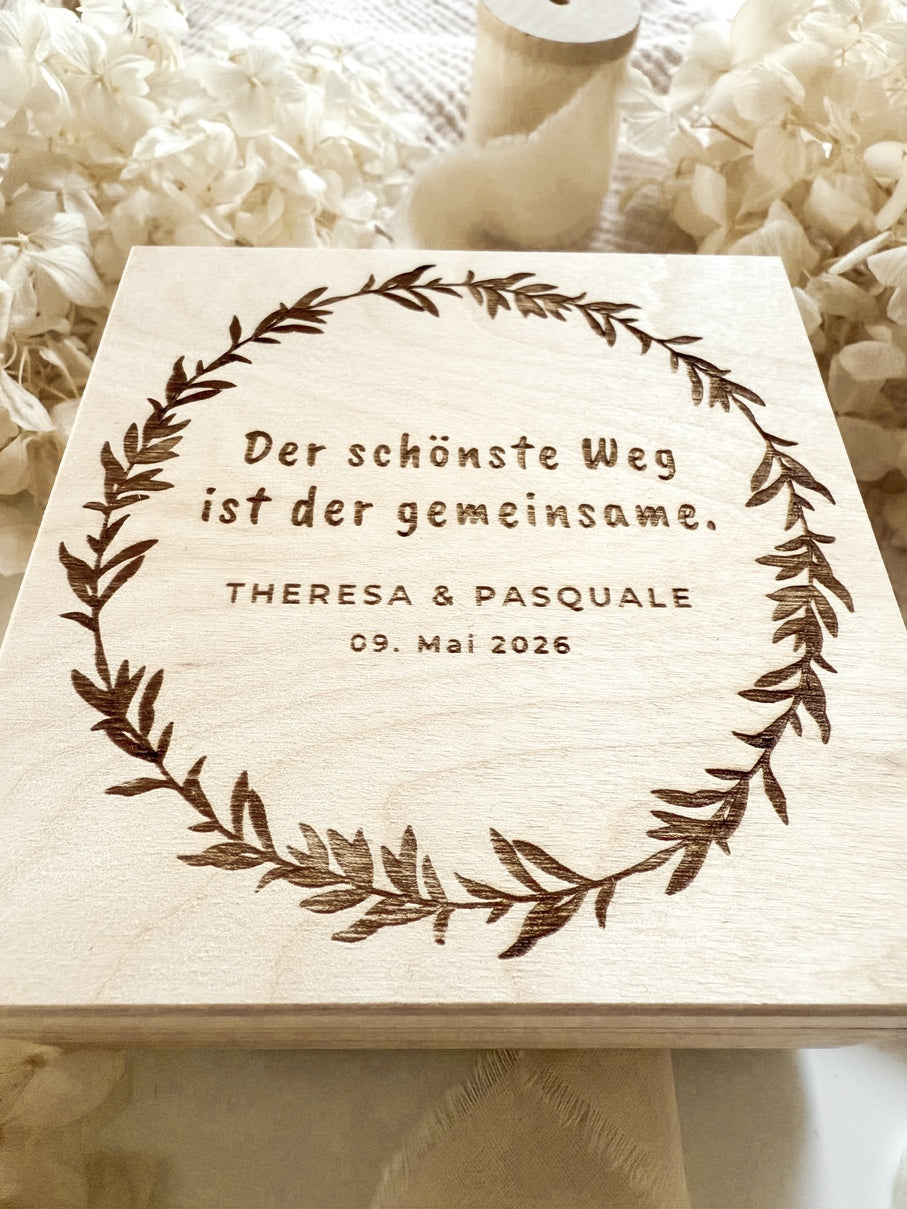 Der schönste Weg
ist der gemeinsame.
THERESA & PASQUALE
09. Mai 2026